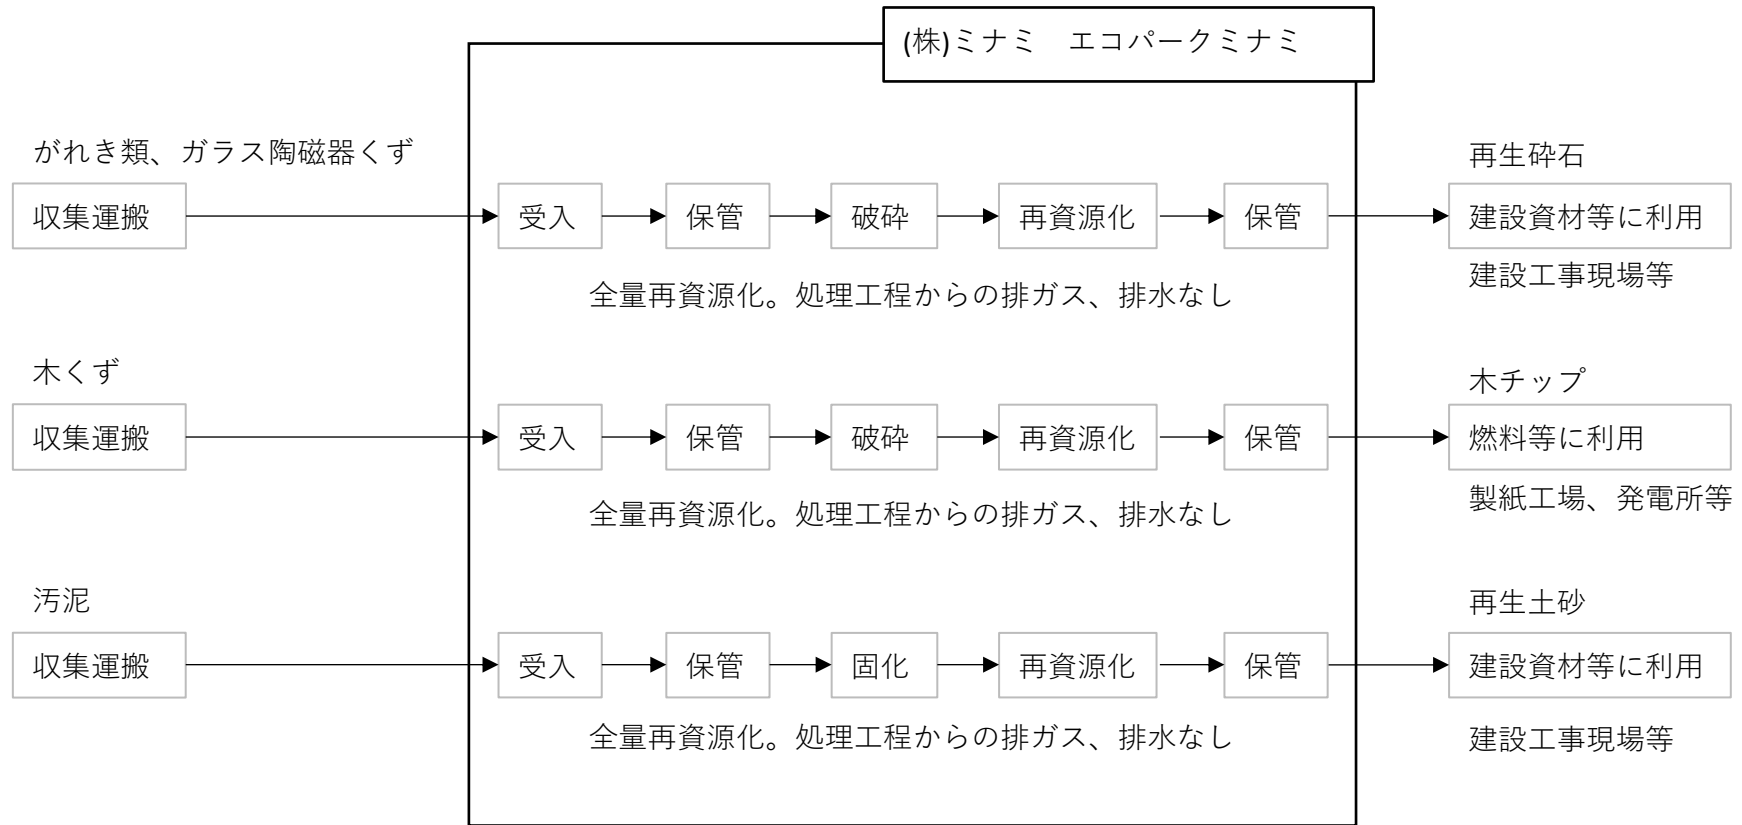 (株)ミナミ　エコパークミナミ
がれき類、ガラス陶磁器くず
再生砕石
収集運搬 受入 保管 破砕 再資源化 保管 建設資材等に利用
建設工事現場等
全量再資源化。処理工程からの排ガス、排水なし
木くず
木チップ
収集運搬 受入 保管 破砕 再資源化 保管 燃料等に利用
製紙工場、発電所等
全量再資源化。処理工程からの排ガス、排水なし
汚泥
再生土砂
収集運搬 受入 保管 固化 再資源化 保管 建設資材等に利用
全量再資源化。処理工程からの排ガス、排水なし
建設工事現場等